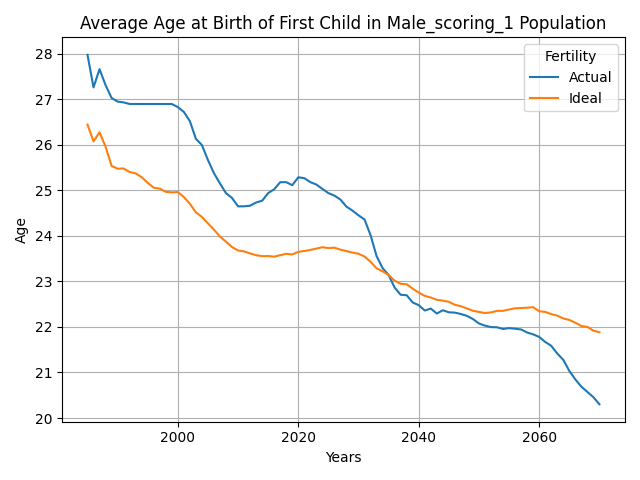 Average Age at Birth of First Child in Male_scoring_1 Population
Fertility
Actual
Ideal
28
27
26
25
24
23
22
21
20
Age
2000
2020
2040
2060
Years